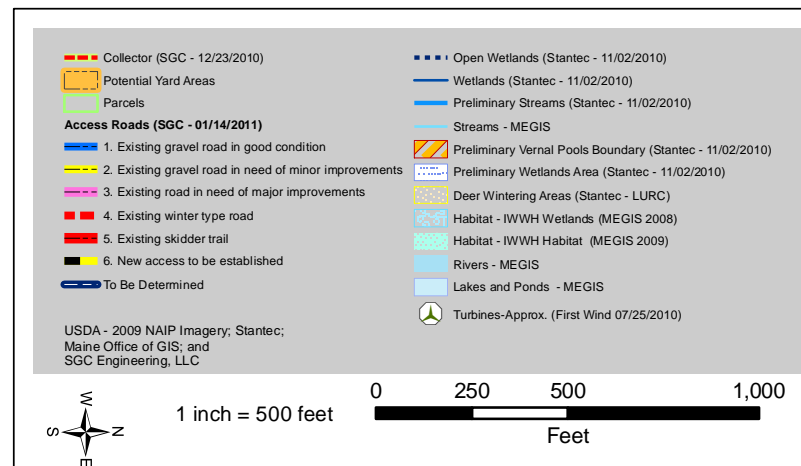 Collector (SGC - 12/23/2010)
Potential Yard Areas
Parcels
Access Roads (SGC - 01/14/2011)
1. Existing gravel road in good condition
2. Existing gravel road in need of minor improvements
3. Existing road in need of major improvements
4. Existing winter type road
5. Existing skidder trail
6. New access to be established
To Be Determined
USDA - 2009 NAIP Imagery; Stantec;
Maine Office of GIS; and
SGC Engineering, LLC
Open Wetlands (Stantec - 11/02/2010)
Wetlands (Stantec - 11/02/2010)
Preliminary Streams (Stantec - 11/02/2010)
Streams - MEGIS
Preliminary Vernal Pools Boundary (Stantec - 11/02/2010)
Preliminary Wetlands Area (Stantec - 11/02/2010)
Deer Wintering Areas (Stantec - LURC)
Habitat - IWWH Wetlands (MEGIS 2008)
Habitat - IWWH Habitat (MEGIS 2009)
Rivers - MEGIS
Lakes and Ponds - MEGIS
Turbines-Approx. (First Wind 07/25/2010)
W
S N
E
1 inch = 500 feet
0 250 500 1,000
Feet